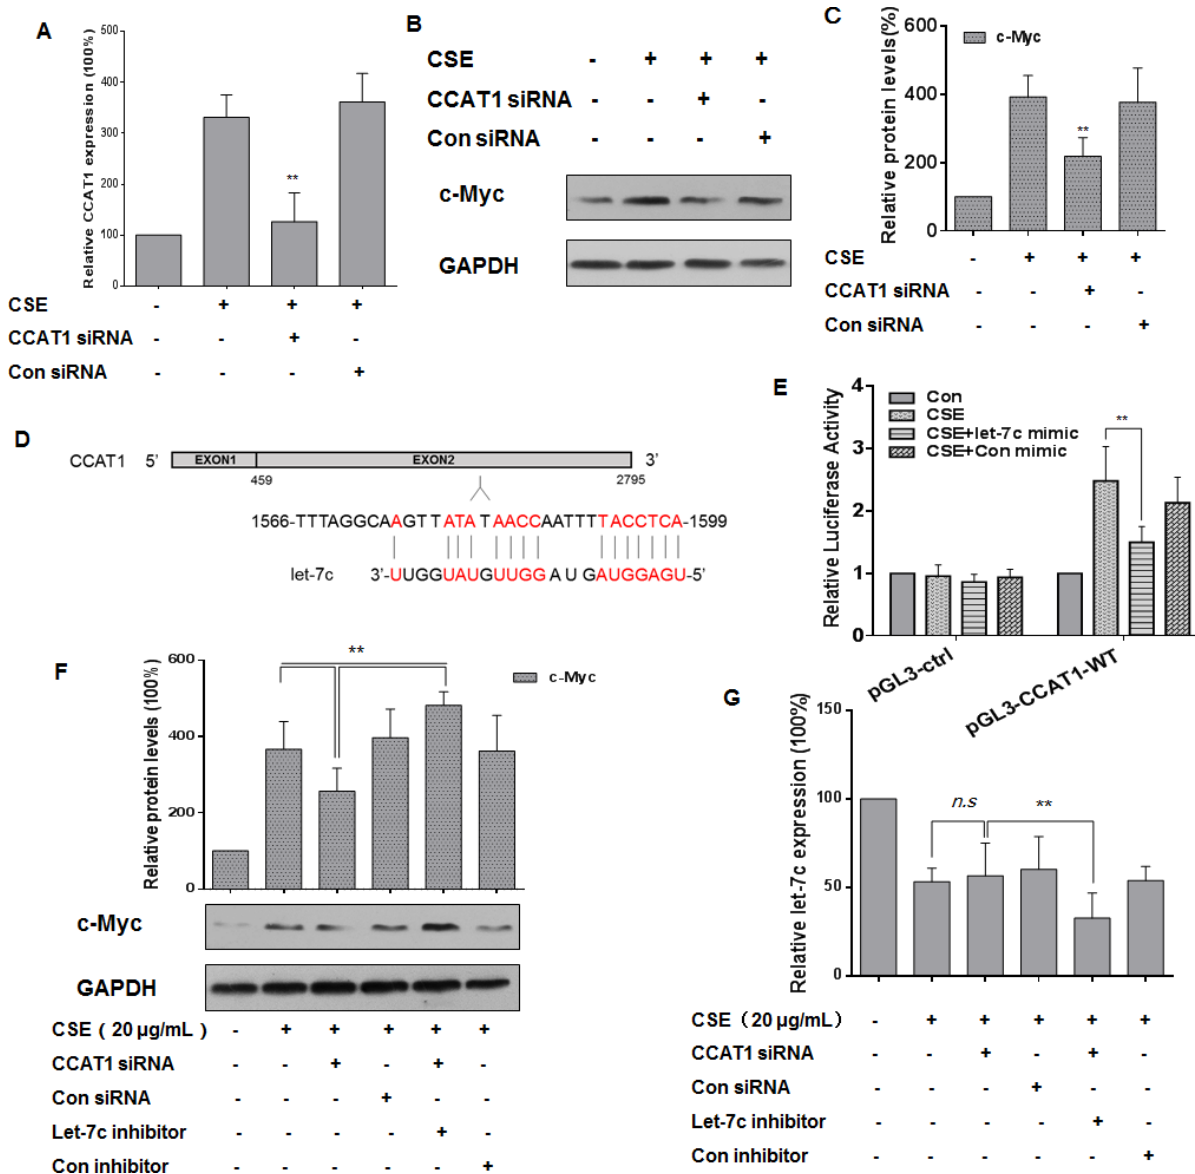 A
Relative CCAT1 expression (100%)
500
400
300
200
100
0
**
CSE - + + +
CCAT1 siRNA - - + -
Con siRNA - - - +
B
CSE - + + +
CCAT1 siRNA - - + -
Con siRNA - - - +
c-Myc
GAPDH
C
Relative protein levels(%)
600
400
200
0
c-Myc
**
CSE - + + +
CCAT1 siRNA - - + -
Con siRNA - - - +
D
CCAT1 5’ EXON1 EXON2 3’
459 2795
1566-TTTAGGCAAGTTATATAACCAATTTTACCTCA-1599
let-7c 3’-UUGGUAUGUUGGAUGAUGGAGU-5’
E
Relative Luciferase Activity
4
3
2
1
0
Con
CSE
CSE+let-7c mimic
CSE+Con mimic
**
pGL3-ctrl
pGL3-CCAT1-WT
F
Relative protein levels (100%)
600
400
200
0
**
c-Myc
c-Myc
GAPDH
CSE ( 20 µg/mL ) - + + + + +
CCAT1 siRNA - - + - + -
Con siRNA - - - + - -
Let-7c inhibitor - - - - + -
Con inhibitor - - - - - +
G
Relative let-7c expression (100%)
150
100
50
0
n.s
**
CSE ( 20 µg/mL) - + + + + +
CCAT1 siRNA - - + - + -
Con siRNA - - - + - -
Let-7c inhibitor - - - - + -
Con inhibitor - - - - - +